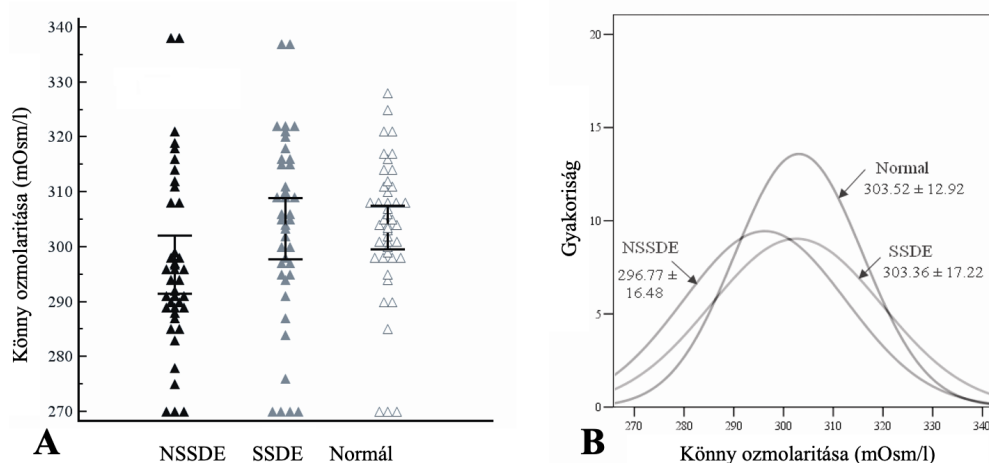 Könny ozmolaritása (mOsm/l)
340
330
320
310
300
290
280
270
NSSDE
SSDE
Normál
A
Gyakoriság
20
15
10
5
0
Normal
303.52 ± 12.92
NSSDE
296.77 ±
16.48
SSDE
303.36 ± 17.22
270
280
290
300
310
320
330
340
Könny ozmolaritása (mOsm/l)
B